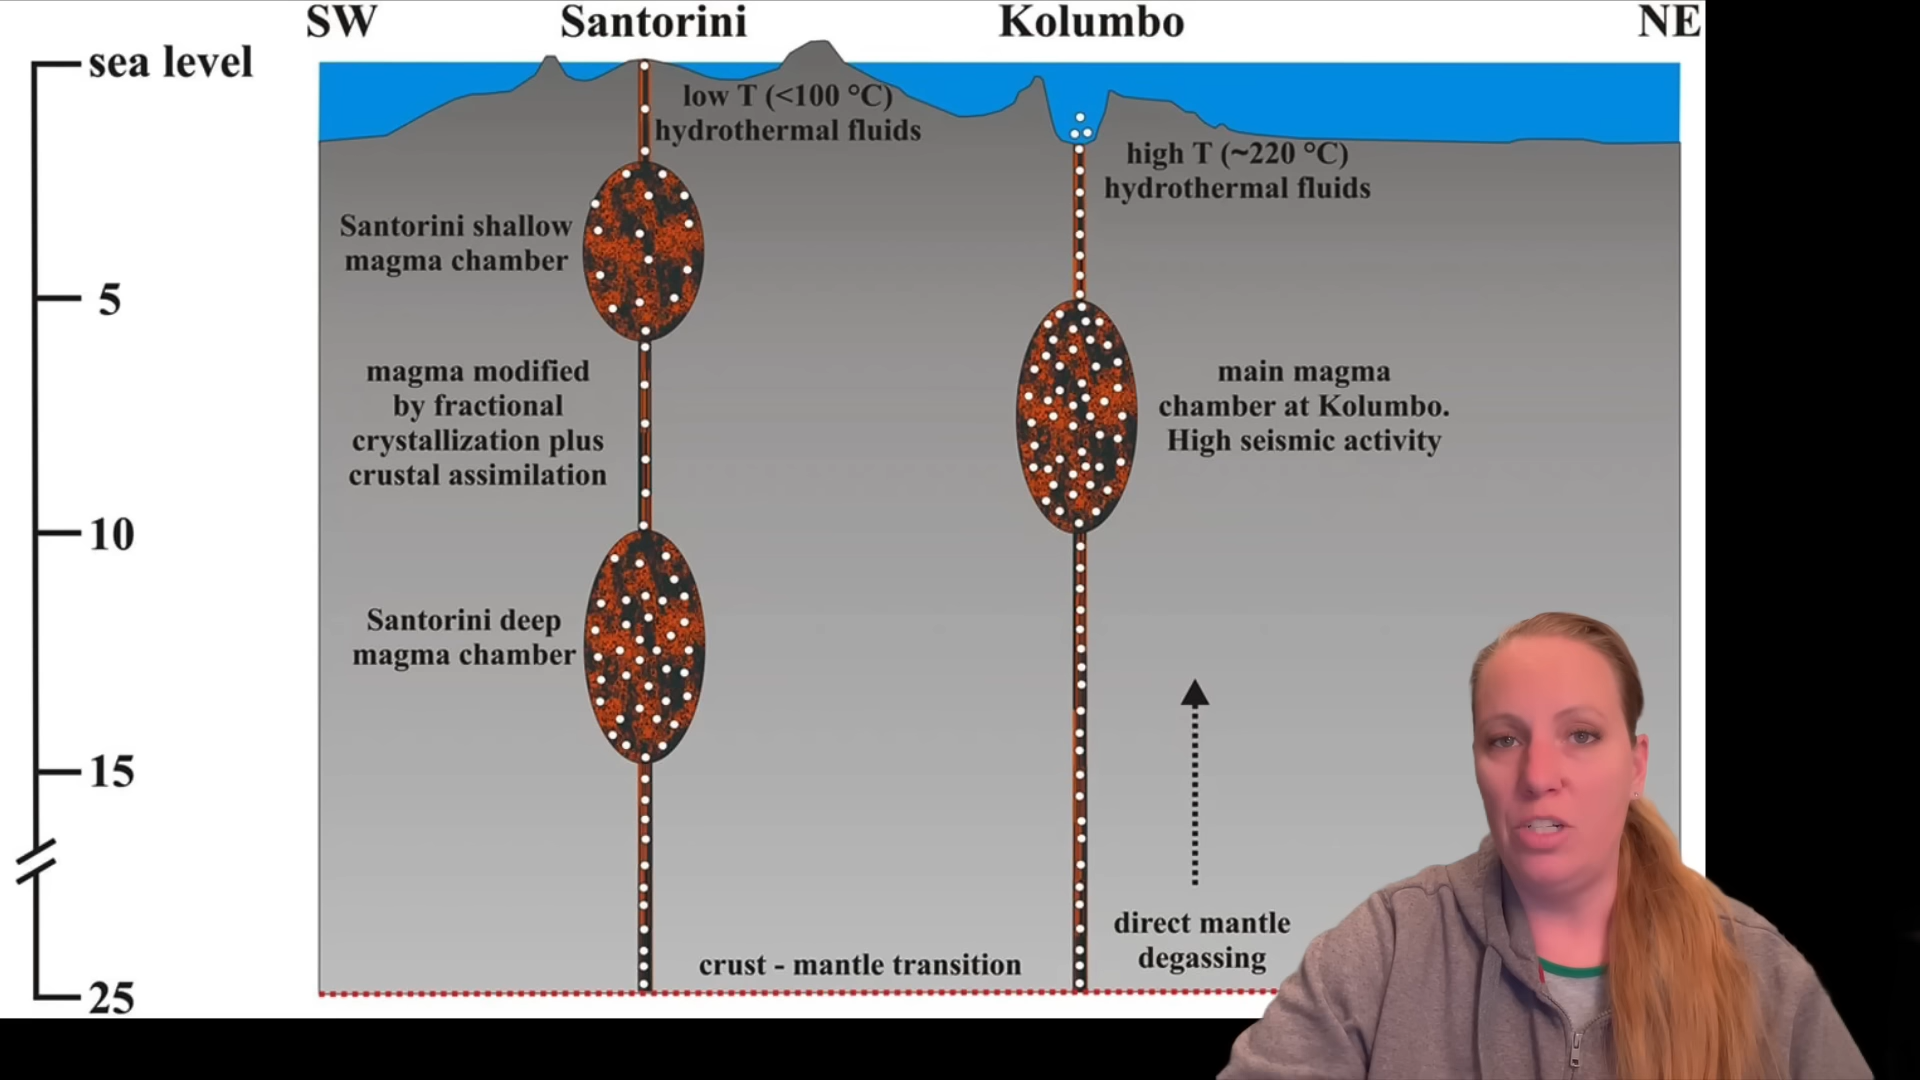 SW
Santorini
Kolumbo
NE
sea level
low T (<100 °C)
hydrothermal fluids
high T (~220 °C)
hydrothermal fluids
Santorini shallow
magma chamber
5
magma modified
by fractional
crystallization plus
crustal assimilation
main magma
chamber at Kolumbo.
High seismic activity
10
Santorini deep
magma chamber
15
direct mantle
degassing
crust - mantle transition
25